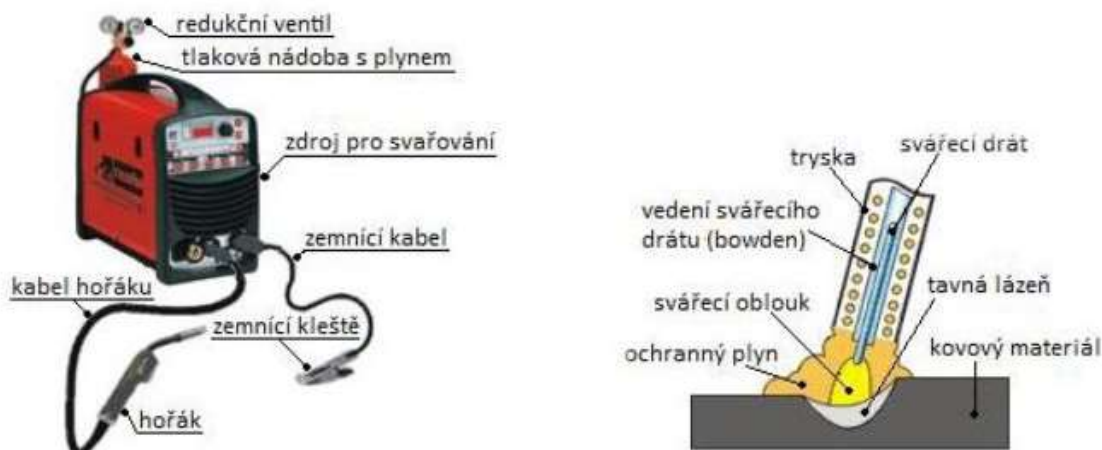 redukční ventil
tlaková nádoba s plynem
zdroj pro svařování
zemnící kabel
kabel hořáku
zemnící kleště
hořák
svářecí drát
tryska
vedení svářecího
drátu (bowden)
tavná lázeň
svářecí oblouk
ochranný plyn
kovový materiál